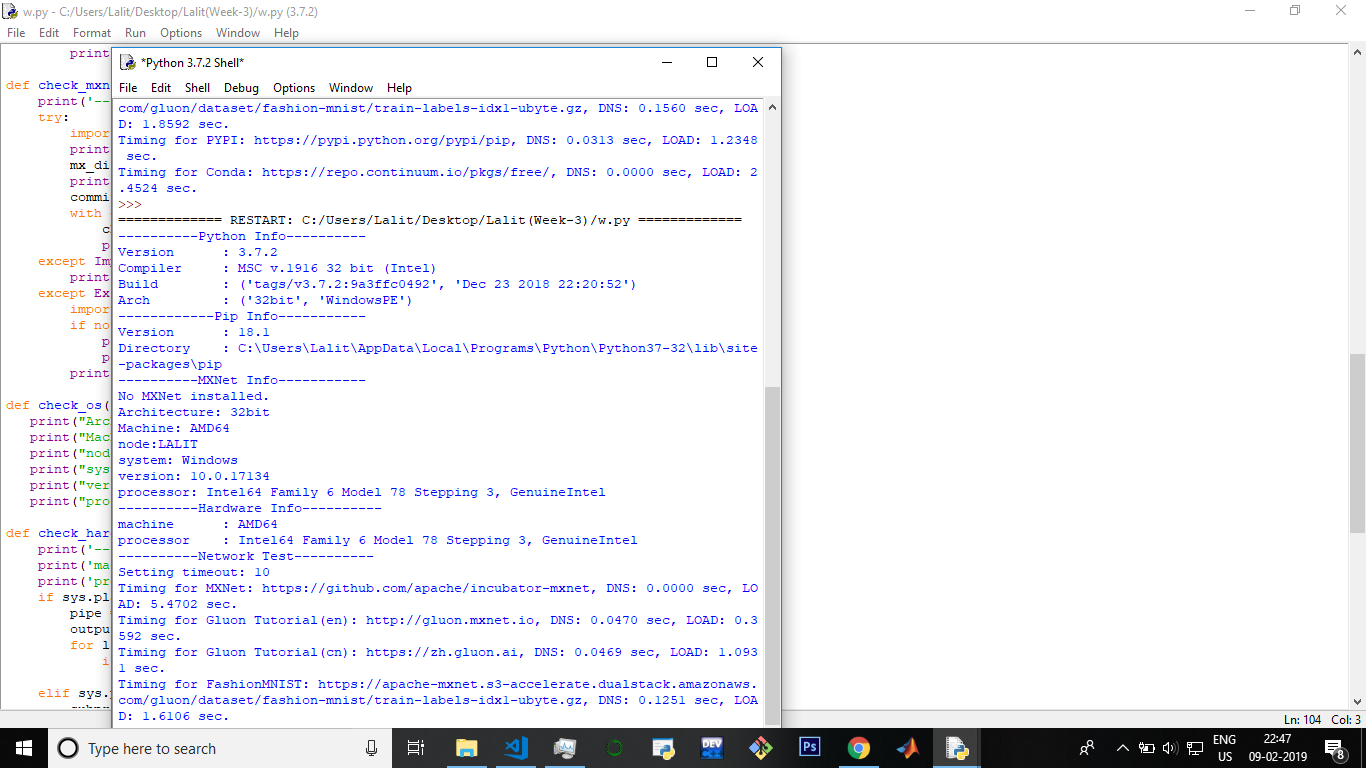 w.py - C:/Users/Lalit/Desktop/Lalit(Week-3)/w.py (3.7.2)
File Edit Format Run Options Window Help
print
def check_mxn
print('--
try:
impor
print
mx_di
print
commi
with
c
p
except Im
print
except Ex
impor
if no
p
p
print
def check_os(
print("Arc
print("Mac
print("nod
print("sys
print("ver
print("pro
def check_har
print('--
print('ma
print('pr
if sys.pl
pipe
outpu
for l
i
elif sys.
*Python 3.7.2 Shell*
File Edit Shell Debug Options Window Help
com/gluon/dataset/fashion-mnist/train-labels-idx1-ubyte.gz, DNS: 0.1560 sec, LOA
D: 1.8592 sec.
Timing for PYPI: https://pypi.python.org/pypi/pip, DNS: 0.0313 sec, LOAD: 1.2348
sec.
Timing for Conda: https://repo.continuum.io/pkgs/free/, DNS: 0.0000 sec, LOAD: 2
.4524 sec.
>>>
============= RESTART: C:/Users/Lalit/Desktop/Lalit(Week-3)/w.py =============
----------Python Info----------
Version      : 3.7.2
Compiler     : MSC v.1916 32 bit (Intel)
Build        : ('tags/v3.7.2:9a3ffc0492', 'Dec 23 2018 22:20:52')
Arch         : ('32bit', 'WindowsPE')
------------Pip Info-----------
Version      : 18.1
Directory    : C:\Users\Lalit\AppData\Local\Programs\Python\Python37-32\lib\site
-packages\pip
----------MXNet Info-----------
No MXNet installed.
Architecture: 32bit
Machine: AMD64
node:LALIT
system: Windows
version: 10.0.17134
processor: Intel64 Family 6 Model 78 Stepping 3, GenuineIntel
----------Hardware Info----------
machine      : AMD64
processor    : Intel64 Family 6 Model 78 Stepping 3, GenuineIntel
----------Network Test----------
Setting timeout: 10
Timing for MXNet: https://github.com/apache/incubator-mxnet, DNS: 0.0000 sec, LO
AD: 5.4702 sec.
Timing for Gluon Tutorial(en): http://gluon.mxnet.io, DNS: 0.0470 sec, LOAD: 0.3
592 sec.
Timing for Gluon Tutorial(cn): https://zh.gluon.ai, DNS: 0.0469 sec, LOAD: 1.093
1 sec.
Timing for FashionMNIST: https://apache-mxnet.s3-accelerate.dualstack.amazonaws.
com/gluon/dataset/fashion-mnist/train-labels-idx1-ubyte.gz, DNS: 0.1251 sec, LOA
D: 1.6106 sec.
Ln: 104 Col: 3
Type here to search
DEV
Ps
ENG
US
22:47
09-02-2019
8